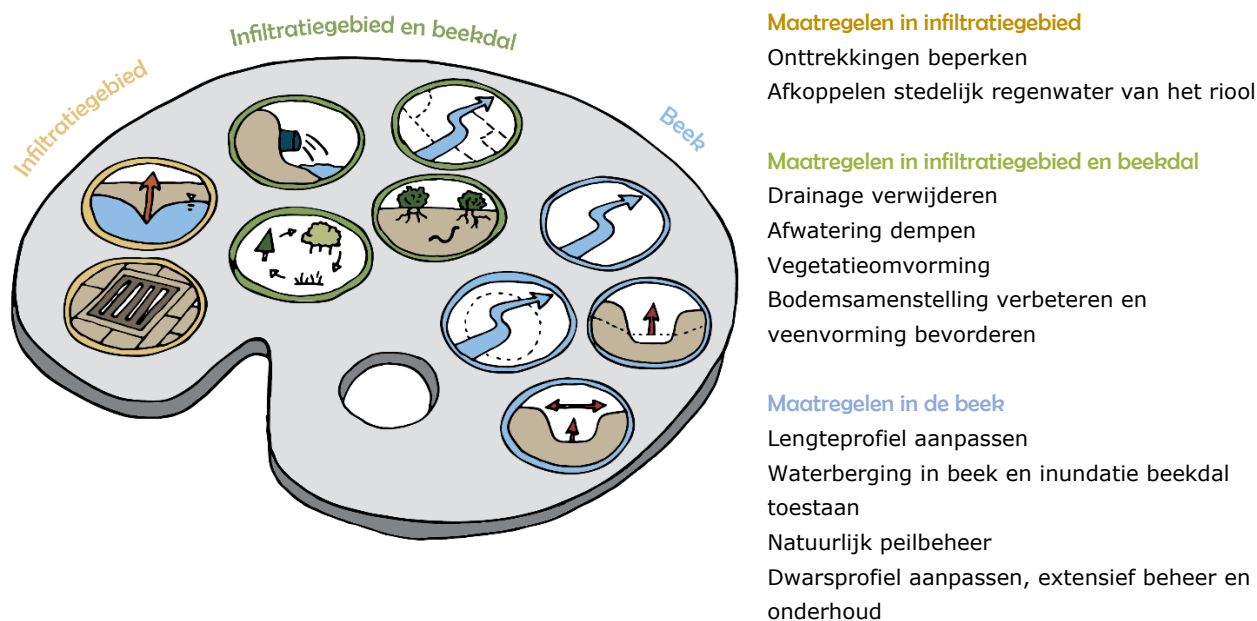 Infiltratiegebied
Infiltratiegebied en beekdal
Beek
Maatregelen in infiltratiegebied
Onttrekkingen beperken
Afkoppelen stedelijk regenwater van het riool
Maatregelen in infiltratiegebied en beekdal
Drainage verwijderen
Afwatering dempen
Vegetatieomvorming
Bodemsamenstelling verbeteren en
veenvorming bevorderen
Maatregelen in de beek
Lengteprofiel aanpassen
Waterberging in beek en inundatie beekdal
toestaan
Natuurlijk peilbeheer
Dwarsprofiel aanpassen, extensief beheer en
onderhoud